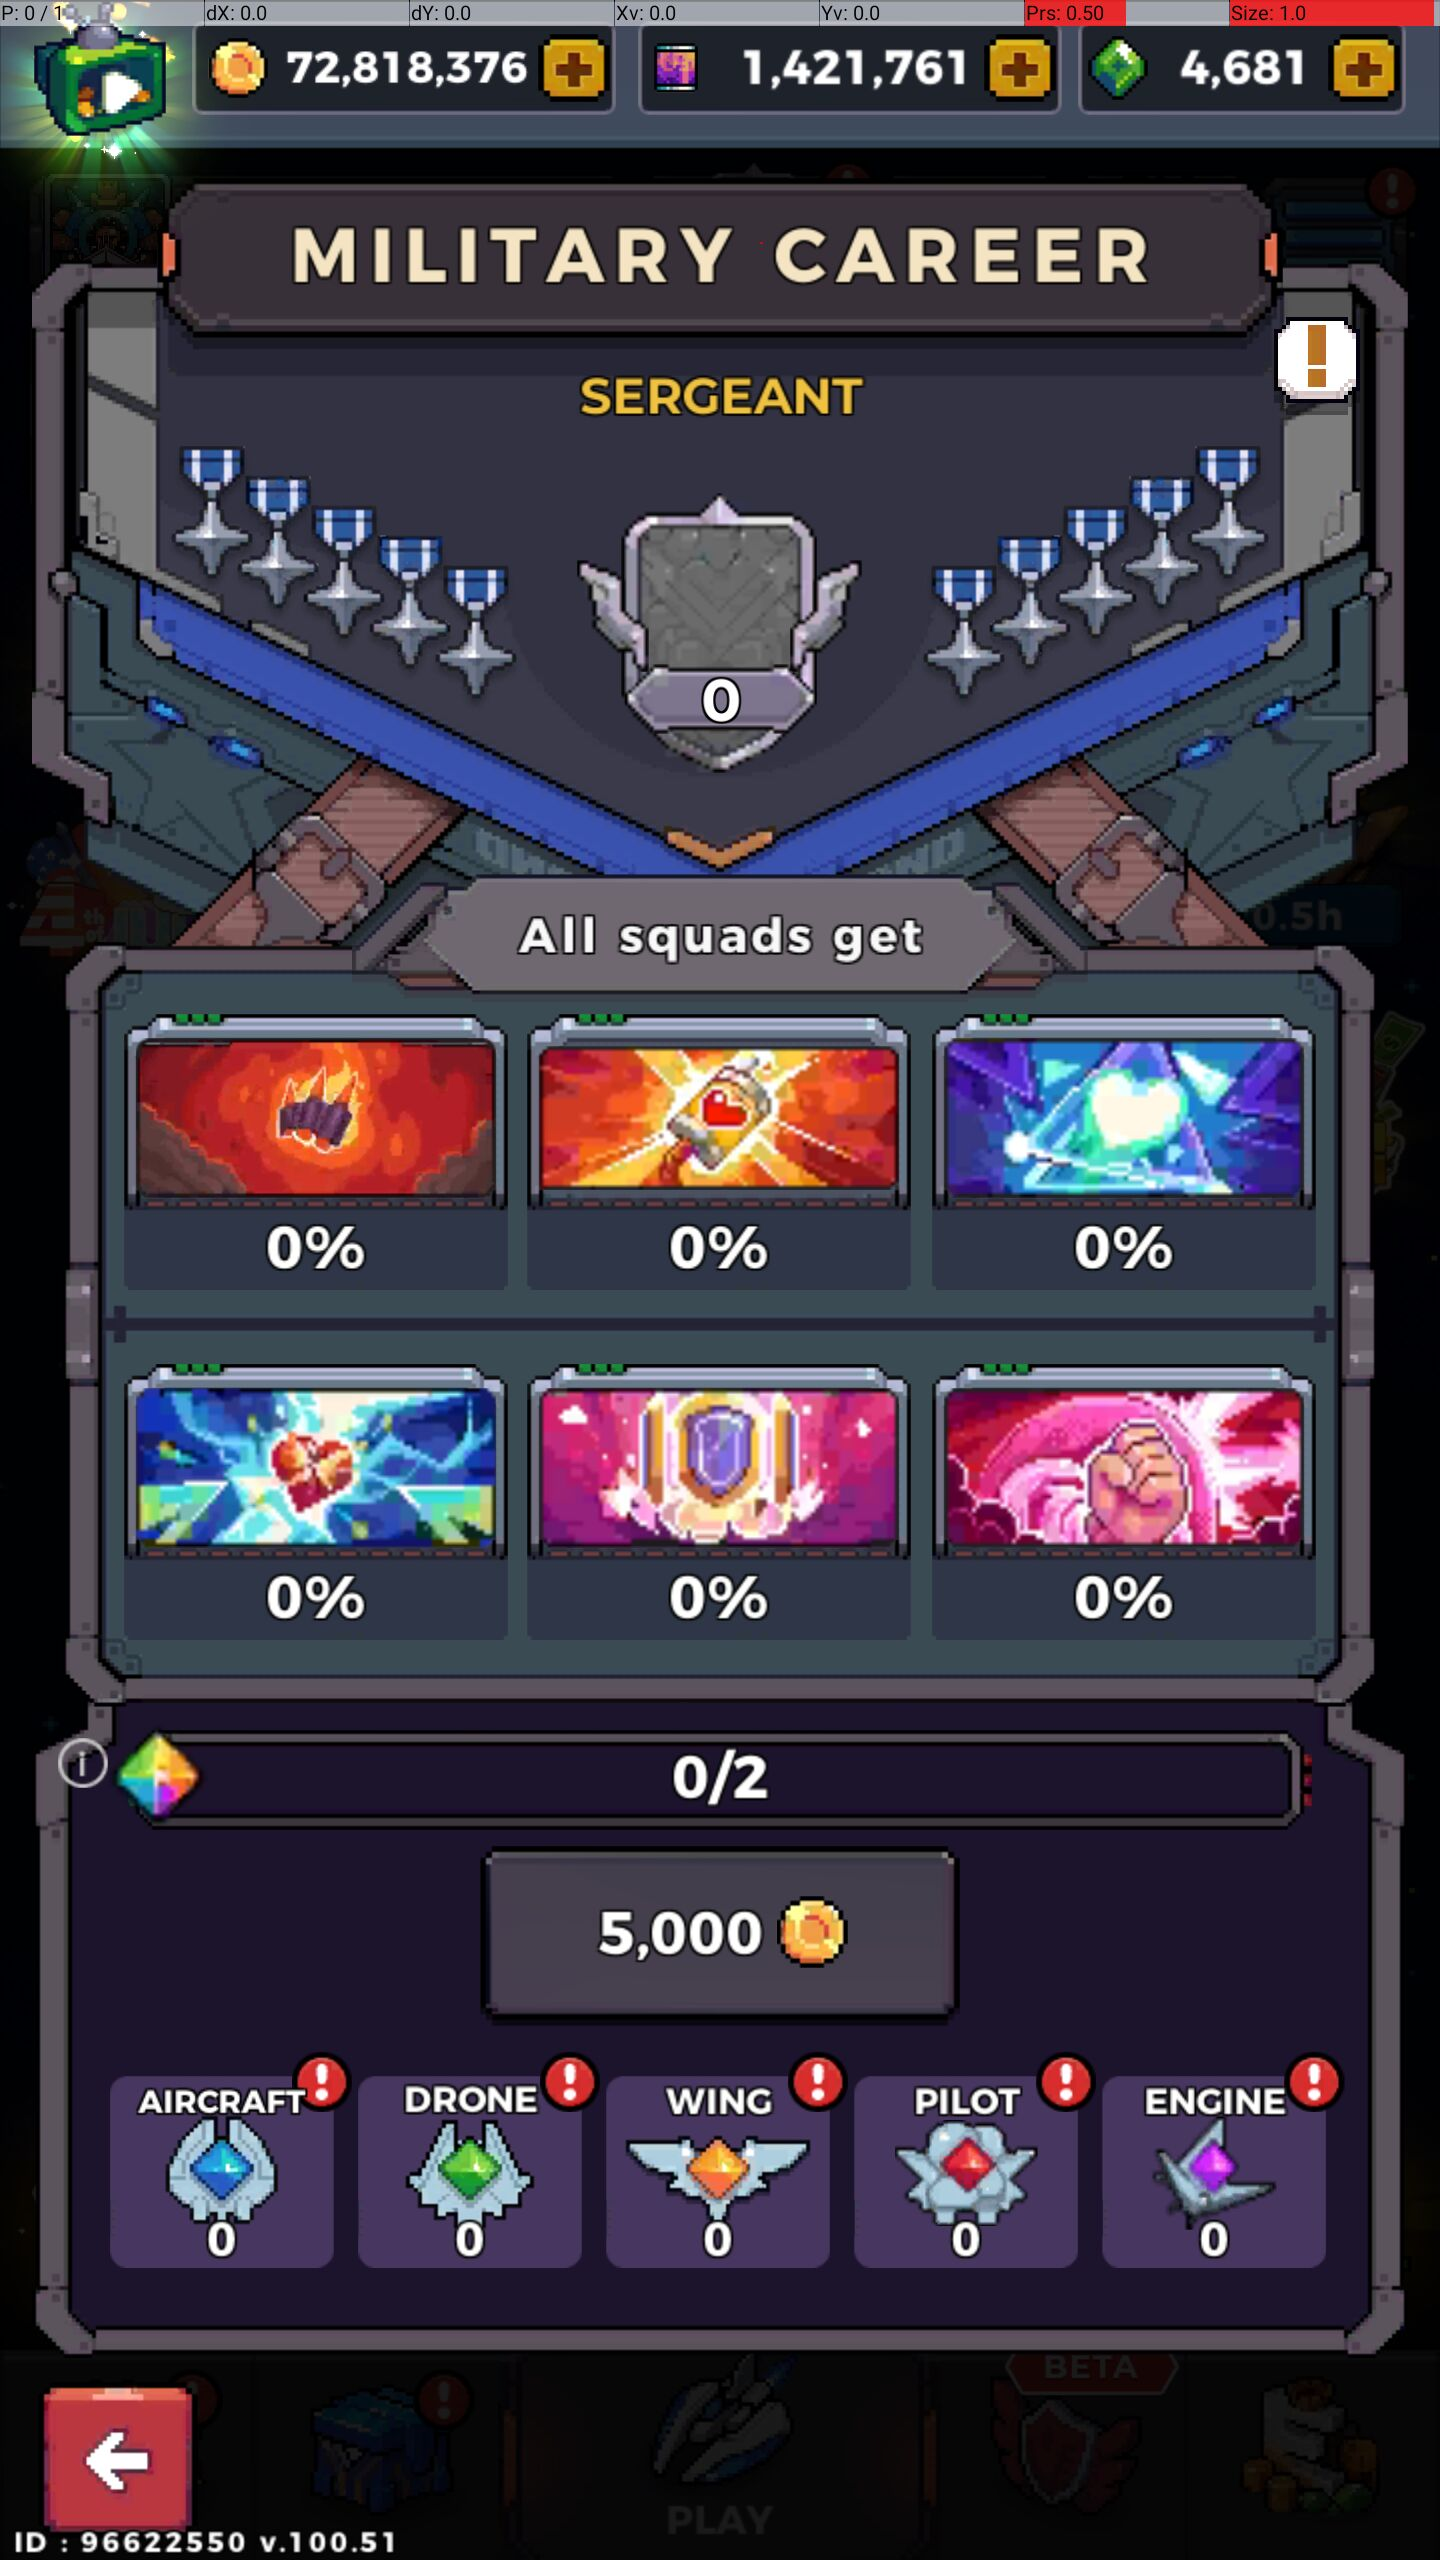 P: 0 / 1 dX: 0.0 dY: 0.0 Xv: 0.0 Yv: 0.0 Prs: 0.50 Size: 1.0
72,818,376 1,421,761 4,681
MILITARY CAREER
SERGEANT
0
All squads get
0.5h
0% 0% 0%
0% 0% 0%
0/2
5,000
AIRCRAFT DRONE WING PILOT ENGINE
0 0 0 0 0
BETA
PLAY
ID : 96622550 v.100.51